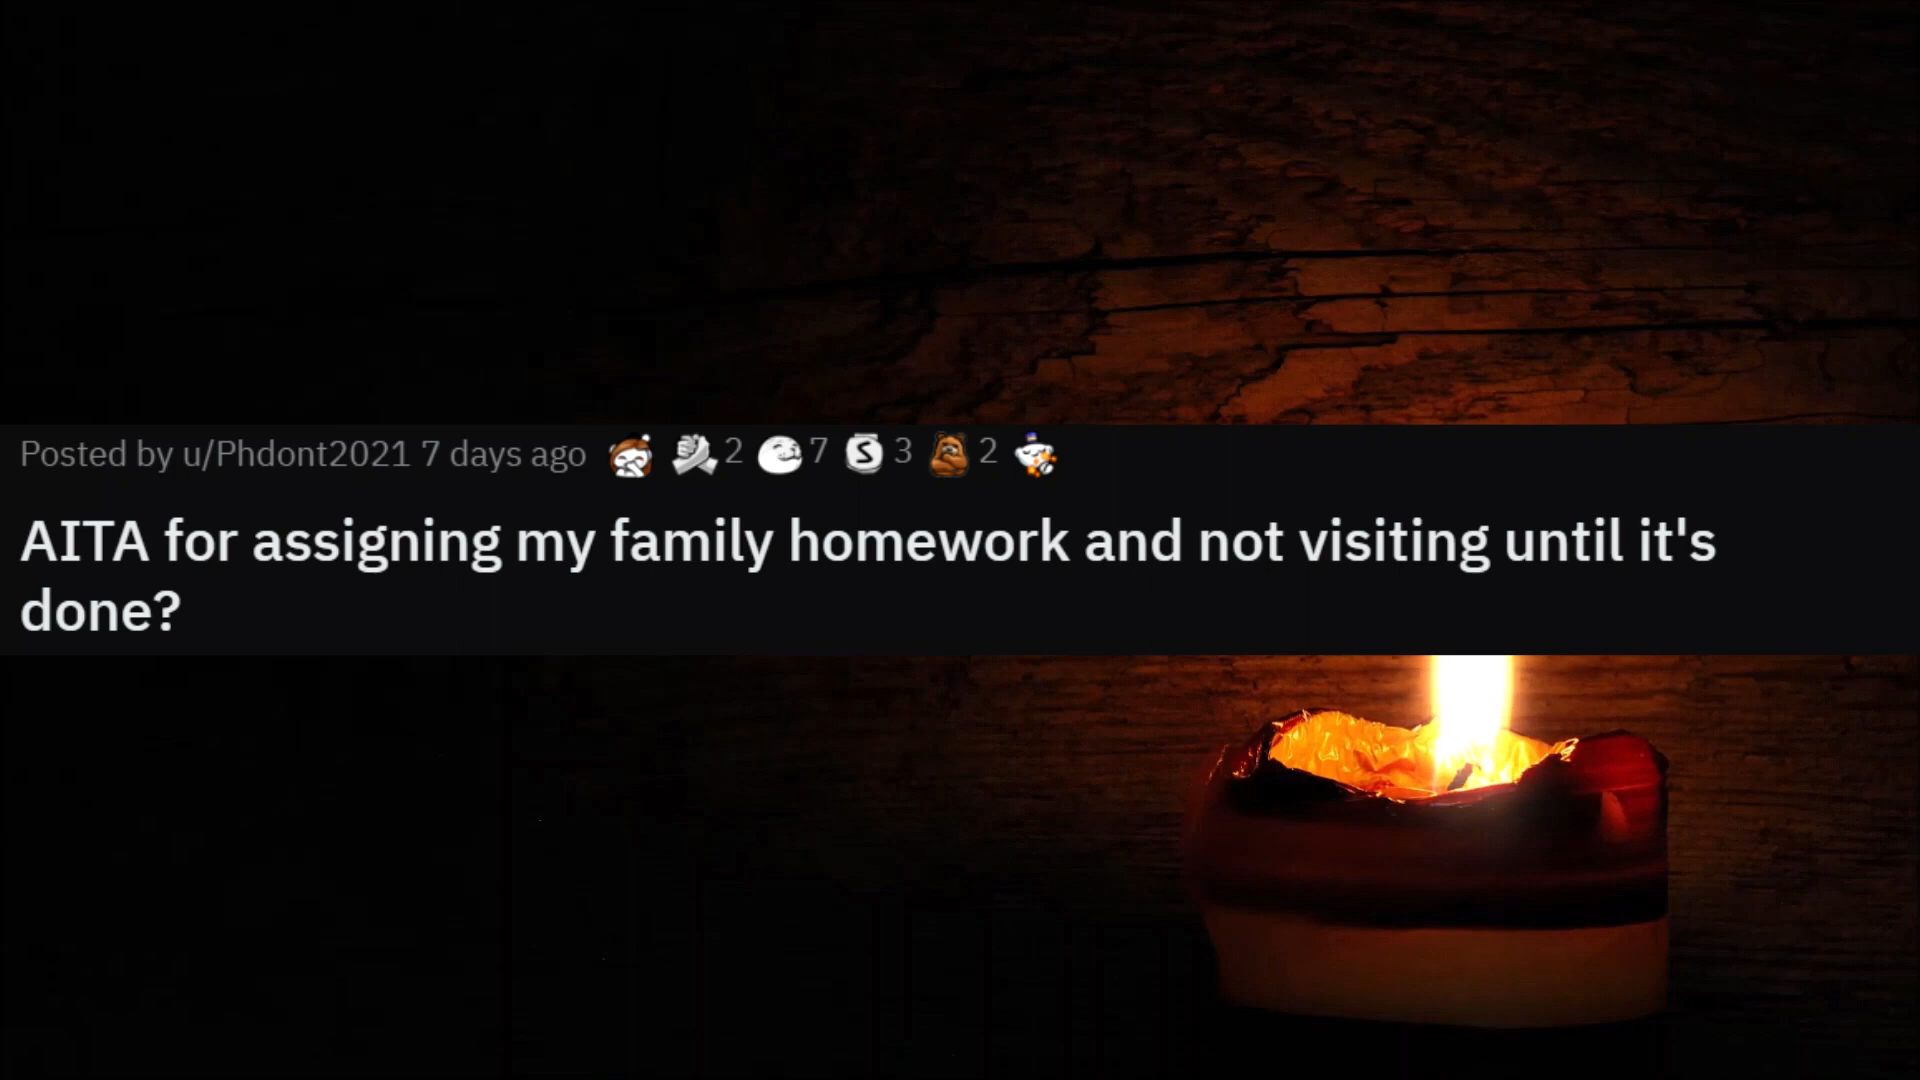 Posted by u/Phdont2021 7 days ago 2 7 S 3 2
AITA for assigning my family homework and not visiting until it's
done?